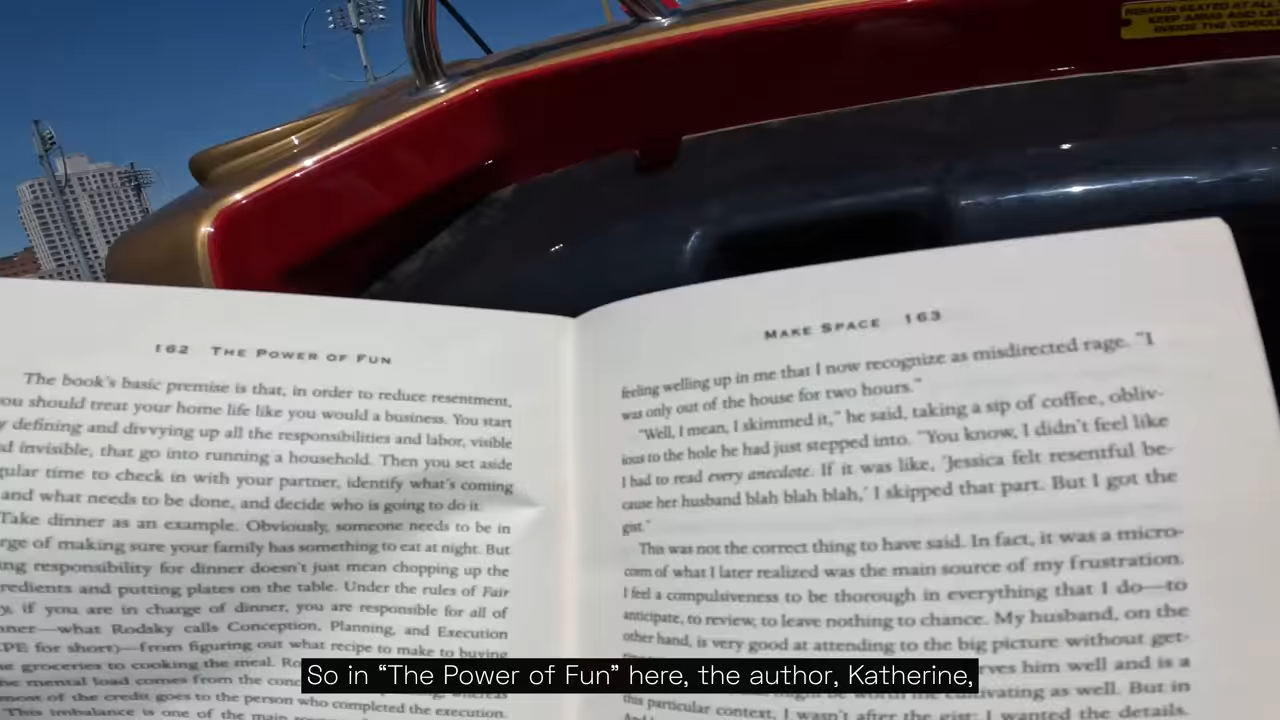 REMAIN SEATED AT ALL
KEEP ARMS AND
INSIDE THE VEHICLE
162 THE POWER OF FUN
The book's basic premise is that, in order to reduce resentment,
ou should treat your home life like you would a business. You start
y defining and divvying up all the responsibilities and labor, visible
d invisible, that go into running a household. Then you set aside
gular time to check in with your partner, identify what's coming
and what needs to be done, and decide who is going to do it.
Take dinner as an example. Obviously, someone needs to be in
rge of making sure your family has something to eat at night. But
ing responsibility for dinner doesn't just mean chopping up the
redients and putting plates on the table. Under the rules of Fair
y, if you are in charge of dinner, you are responsible for all of
ner—what Rodsky calls Conception, Planning, and Execution
PE for short)—from figuring out what recipe to make to buying
e groceries to cooking the meal. Ro
he mental load comes from the conc
most of the credit goes to the person who completed the execution.
This imbalance is one of the main
MAKE SPACE 163
feeling welling up in me that I now recognize as misdirected rage. "I
was only out of the house for two hours."
"Well, I mean, I skimmed it," he said, taking a sip of coffee, obliv-
ious to the hole he had just stepped into. "You know, I didn't feel like
I had to read every anecdote. If it was like, 'Jessica felt resentful be-
cause her husband blah blah blah,' I skipped that part. But I got the
gist."
This was not the correct thing to have said. In fact, it was a micro-
cosm of what I later realized was the main source of my frustration.
I feel a compulsiveness to be thorough in everything that I do—to
anticipate, to review, to leave nothing to chance. My husband, on the
other hand, is very good at attending to the big picture without get-
rves him well and is a
ivating as well. But in
this particular context, I wasn't after the gist; I wanted the details.
So in “The Power of Fun” here, the author, Katherine,